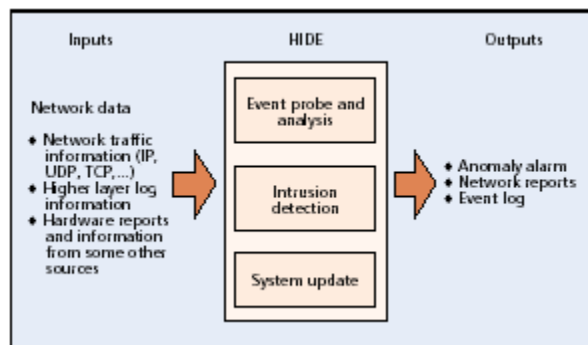 Inputs
HIDE
Outputs
Network data
♦ Network traffic
information (IP,
UDP, TCP,...)
♦ Higher layer log
information
♦ Hardware reports
and information
from some other
sources
Event probe and
analysis
Intrusion
detection
System update
♦ Anomaly alarm
♦ Network reports
♦ Event log